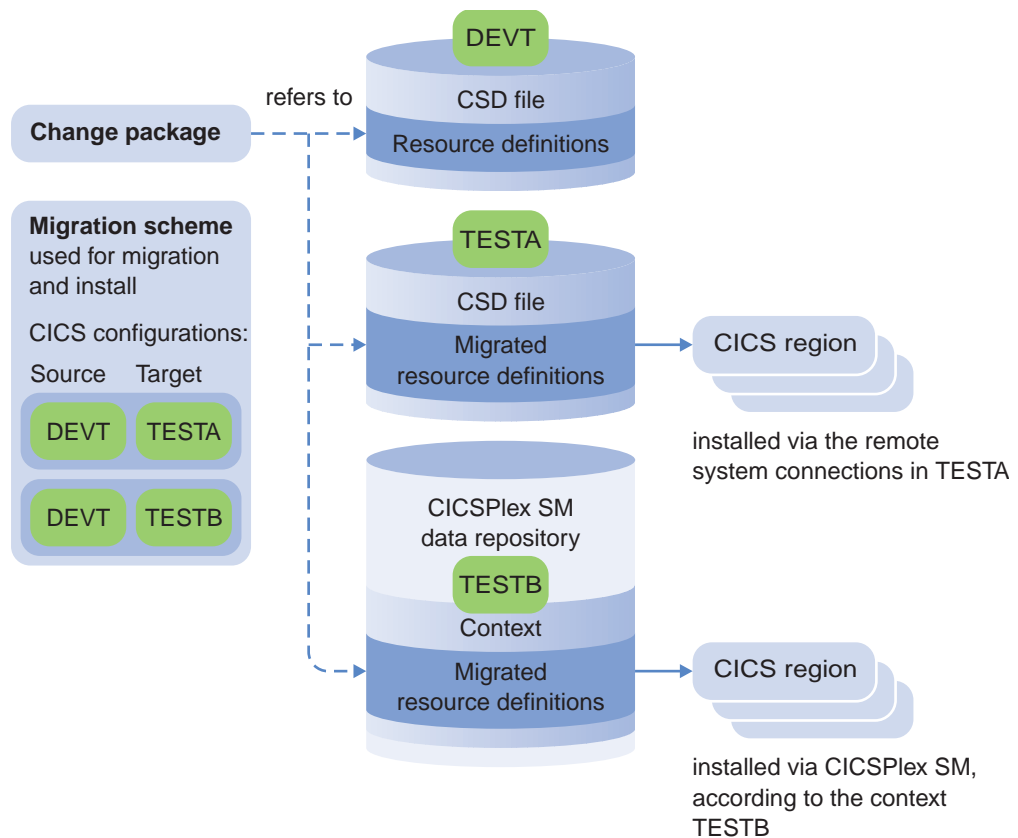 DEVT
refers to
CSD file
Change package
Resource definitions
Migration scheme
used for migration
and install
CICS configurations:
Source Target
DEVT TESTA
DEVT TESTB
TESTA
CSD file
Migrated
resource definitions
CICS region
installed via the remote
system connections in TESTA
CICSPlex SM
data repository
TESTB
Context
Migrated
resource definitions
CICS region
installed via CICSPlex SM,
according to the context
TESTB